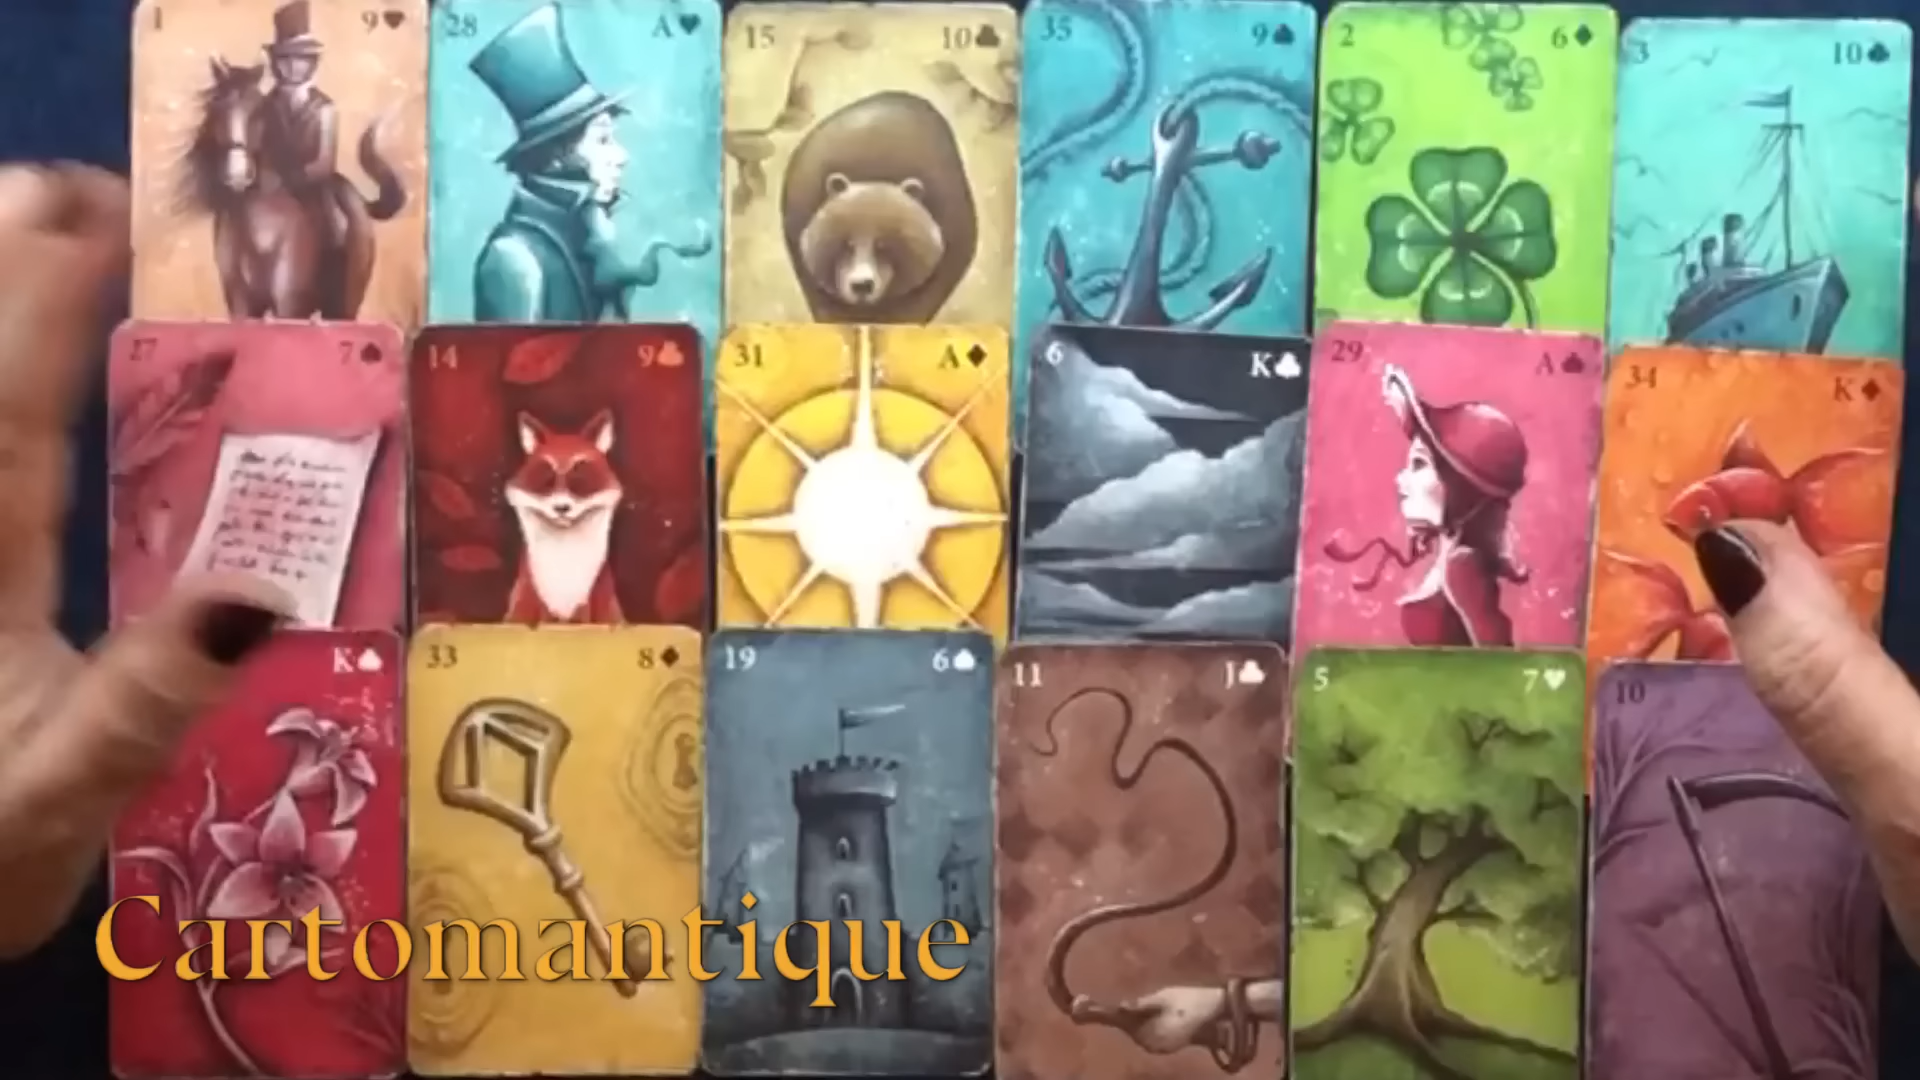 1 9♥
28 A♥
15 10♣
35 9♠
2 6♦
3 10♠
27 7♠
14 9♣
31 A♦
6 K♣
29 A♠
34 K♦
K♣
33 8♦
19 6♠
11 J♣
5 7♥
10
Cartomantique